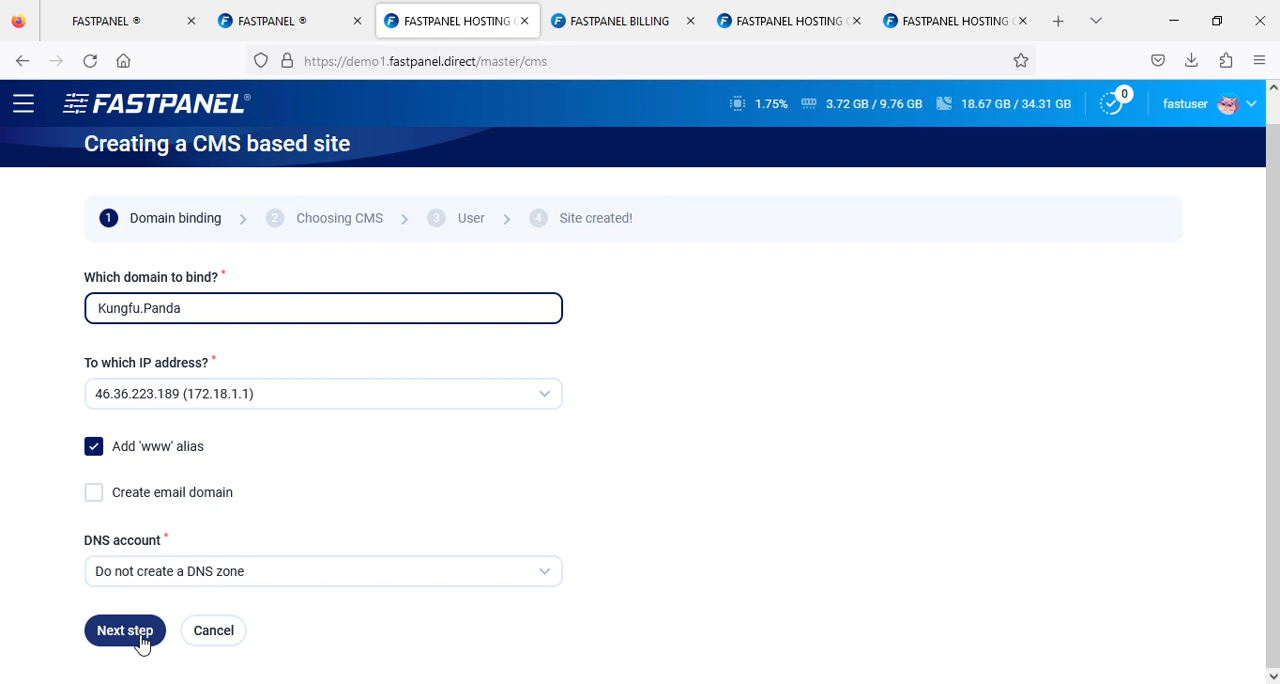 FASTPANEL ®
FASTPANEL ®
FASTPANEL HOSTING
FASTPANEL BILLING
FASTPANEL HOSTING
FASTPANEL HOSTING
https://demo1.fastpanel.direct/master/cms
FASTPANEL®
1.75%
3.72 GB / 9.76 GB
18.67 GB / 34.31 GB
0
fastuser
Creating a CMS based site
1 Domain binding
2 Choosing CMS
3 User
4 Site created!
Which domain to bind? *
Kungfu.Panda
To which IP address? *
46.36.223.189 (172.18.1.1)
Add 'www' alias
Create email domain
DNS account *
Do not create a DNS zone
Next step
Cancel